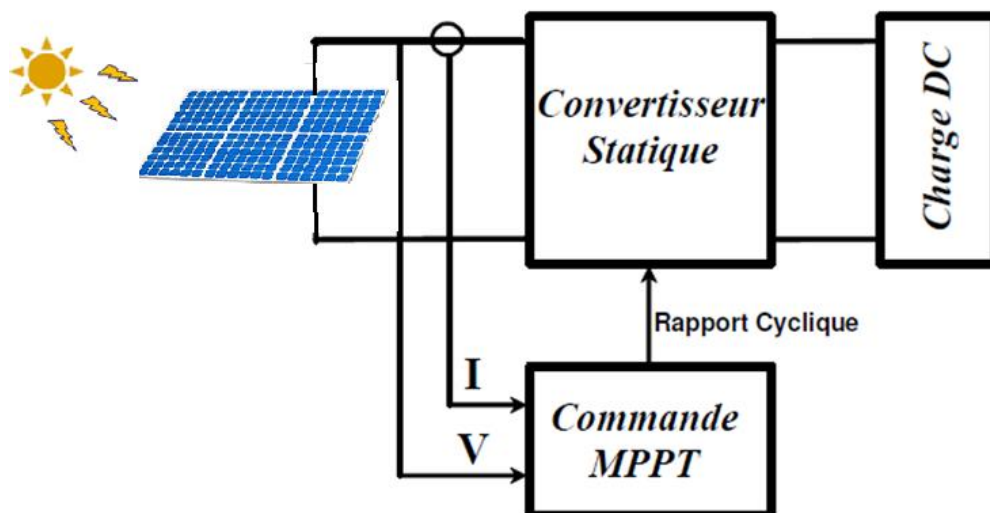 Convertisseur
Statique
Charge DC
Rapport Cyclique
I
V
Commande
MPPT